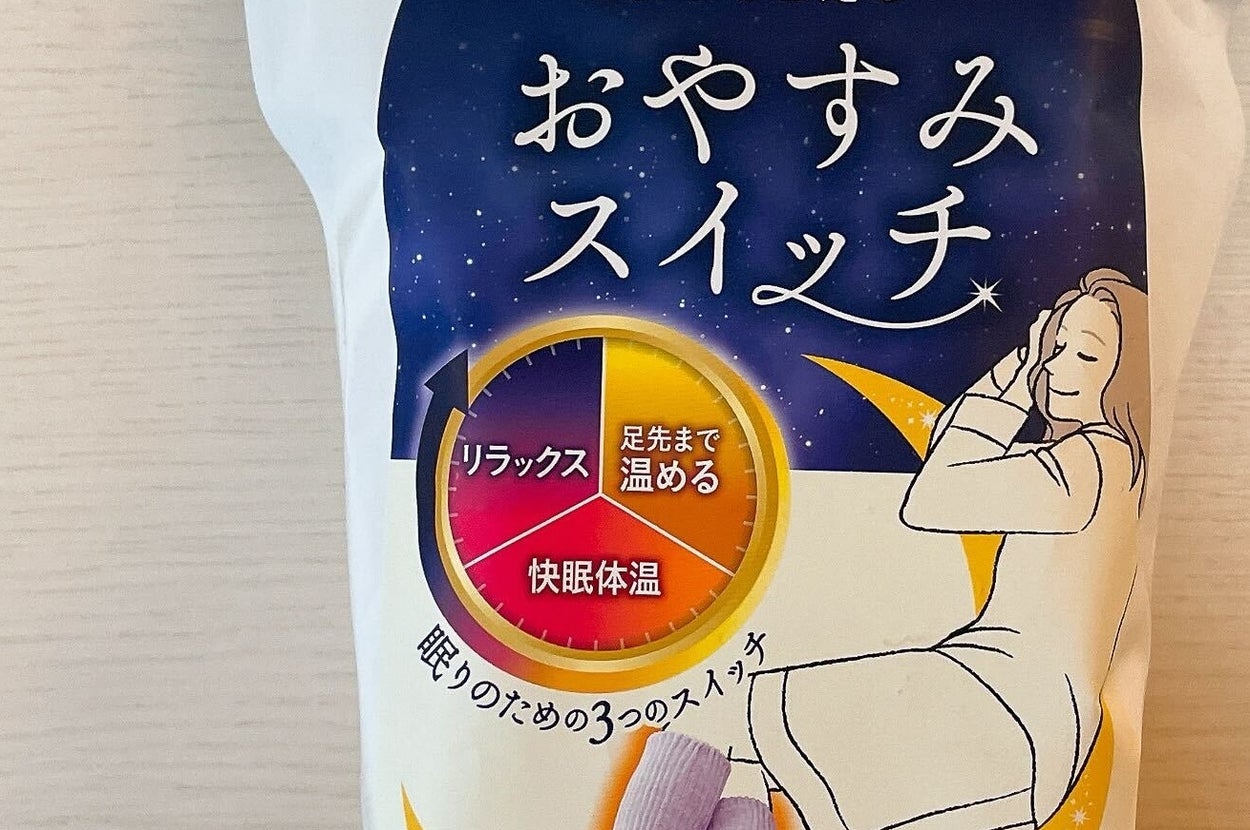 おやすみ
スイッチ
リラックス
足先まで
温める
快眠体温
眠りのための3つのスイッチ